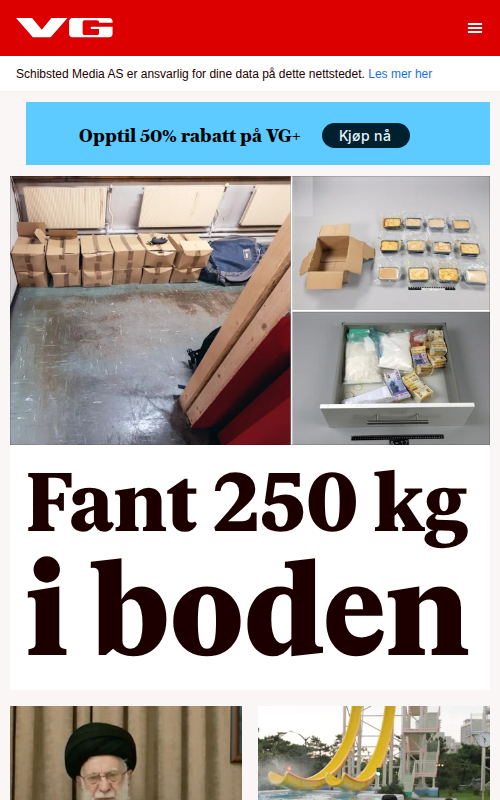 VG
Schibsted Media AS er ansvarlig for dine data på dette nettstedet. Les mer her
Opptil 50% rabatt på VG+
Kjøp nå
Fant 250 kg
i boden